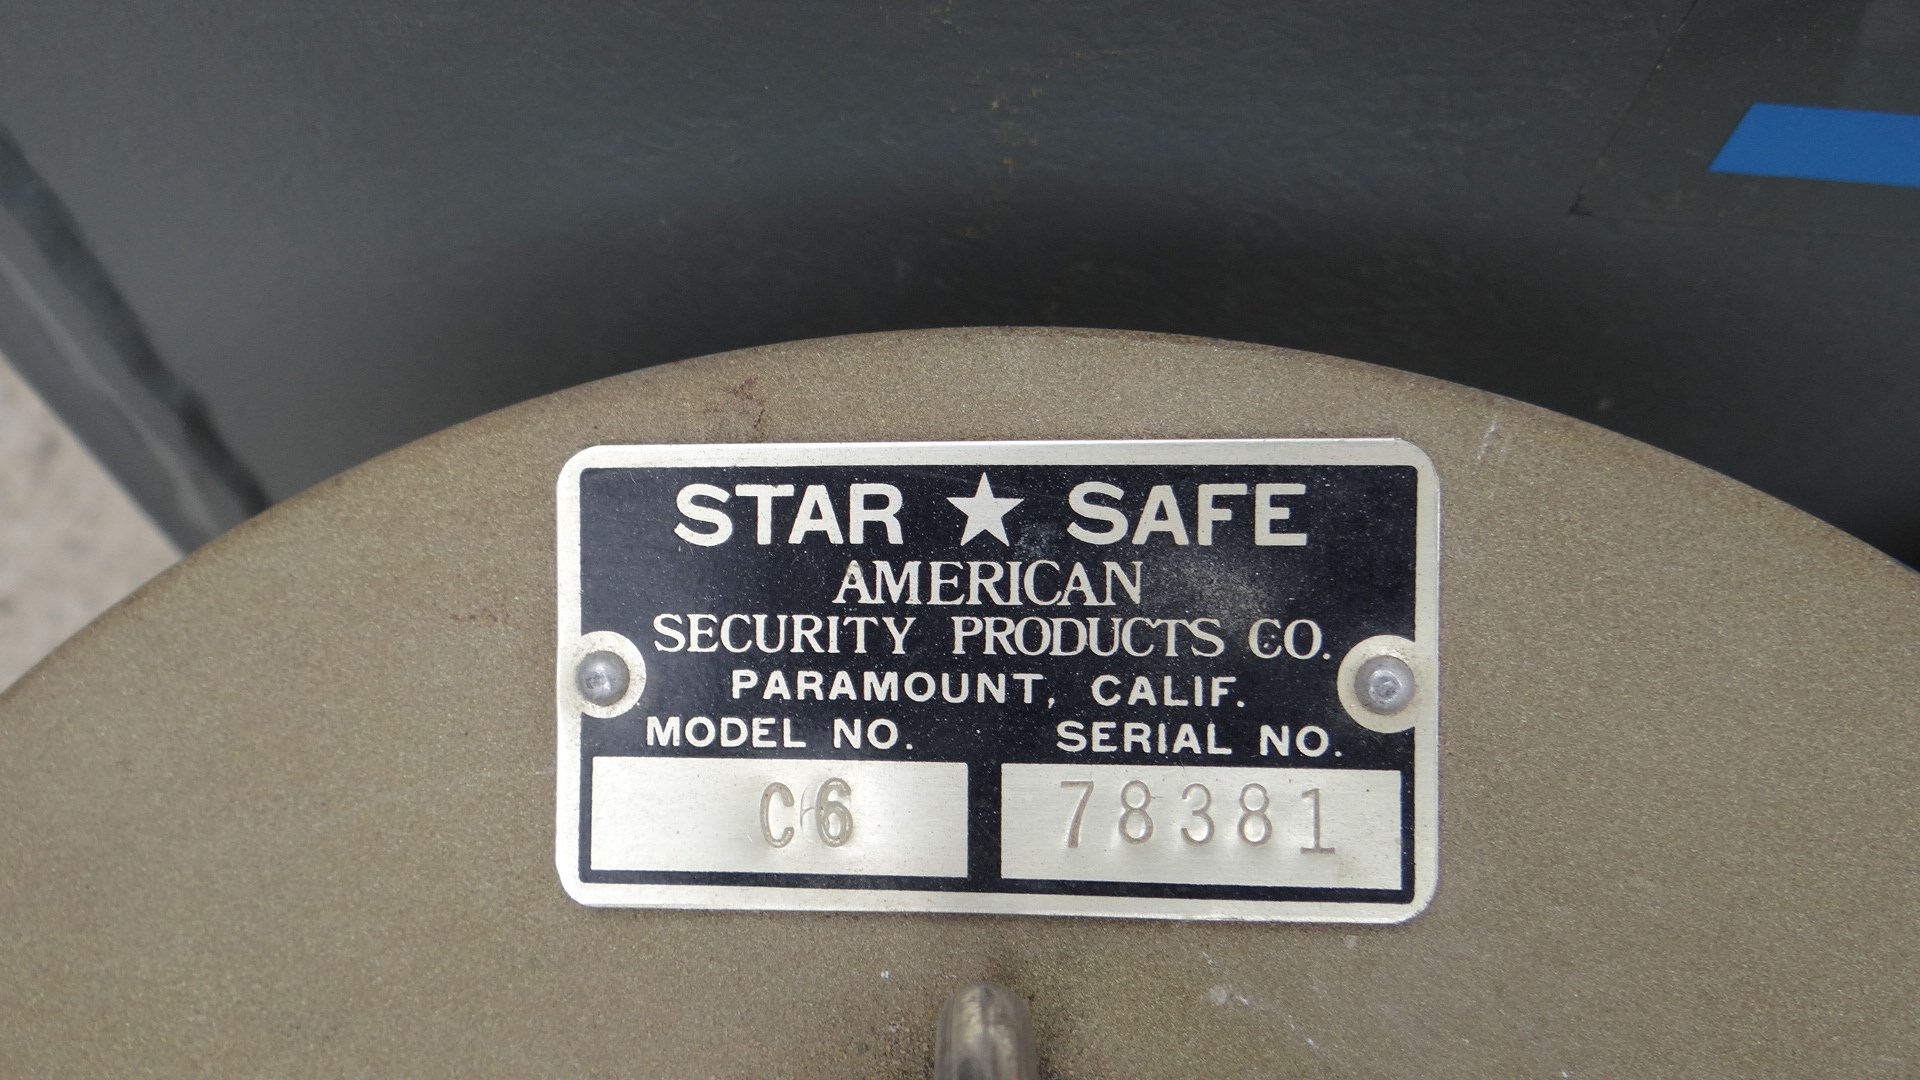 STAR ★ SAFE
AMERICAN
SECURITY PRODUCTS CO.
PARAMOUNT, CALIF.
MODEL NO. SERIAL NO.
C6 78381